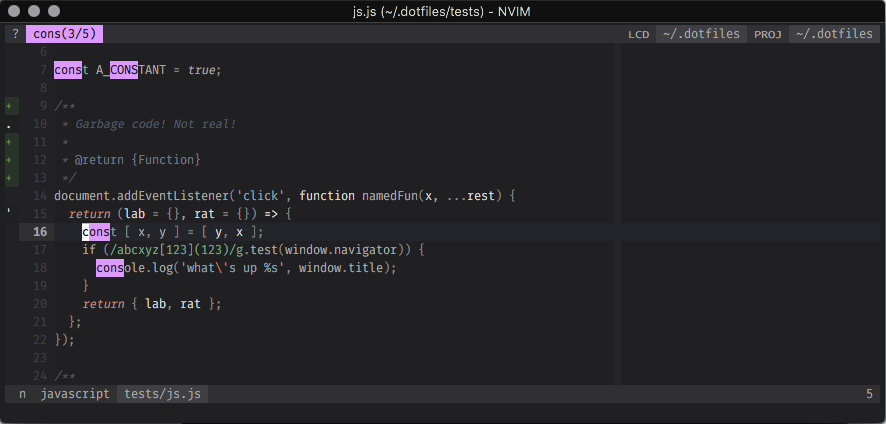 js.js (~/.dotfiles/tests) - NVIM
? cons(3/5) LCD ~/.dotfiles PROJ ~/.dotfiles
6
7 const A_CONSTANT = true;
8
+ 9 /**
. 10 * Garbage code! Not real!
+ 11 *
+ 12 * @return {Function}
+ 13 */
14 document.addEventListener('click', function namedFun(x, ...rest) {
' 15 return (lab = {}, rat = {}) => {
16 const [ x, y ] = [ y, x ];
17 if (/abcxyz[123](123)/g.test(window.navigator)) {
18 console.log('what\'s up %s', window.title);
19 }
20 return { lab, rat };
21 };
22 });
23
24 /**
n javascript tests/js.js 5